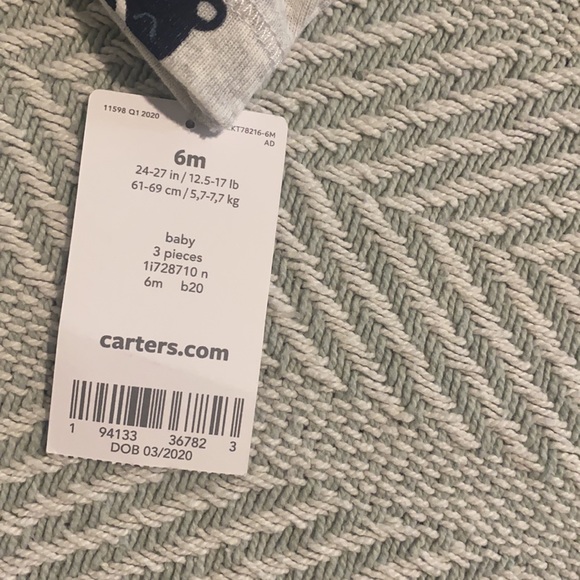 11598 Q1 2020
KT78216-6M
AD
6m
24-27 in / 12.5-17 lb
61-69 cm / 5,7-7,7 kg
baby
3 pieces
1i728710 n
6m b20
carters.com
1 94133 36782 3
DOB 03/2020